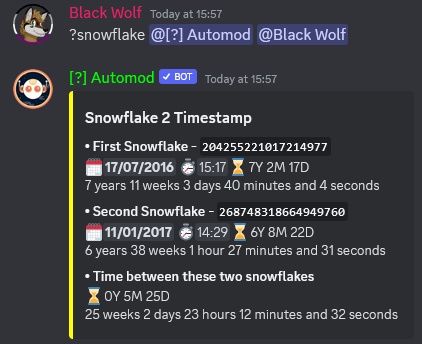 Black Wolf Today at 15:57
?snowflake @[?] Automod @Black Wolf
[?] Automod BOT Today at 15:57
Snowflake 2 Timestamp
• First Snowflake - 204255221017214977
17/07/2016 15:17 7Y 2M 17D
7 years 11 weeks 3 days 40 minutes and 4 seconds
• Second Snowflake - 268748318664949760
11/01/2017 14:29 6Y 8M 22D
6 years 38 weeks 1 hour 27 minutes and 31 seconds
• Time between these two snowflakes
0Y 5M 25D
25 weeks 2 days 23 hours 12 minutes and 32 seconds